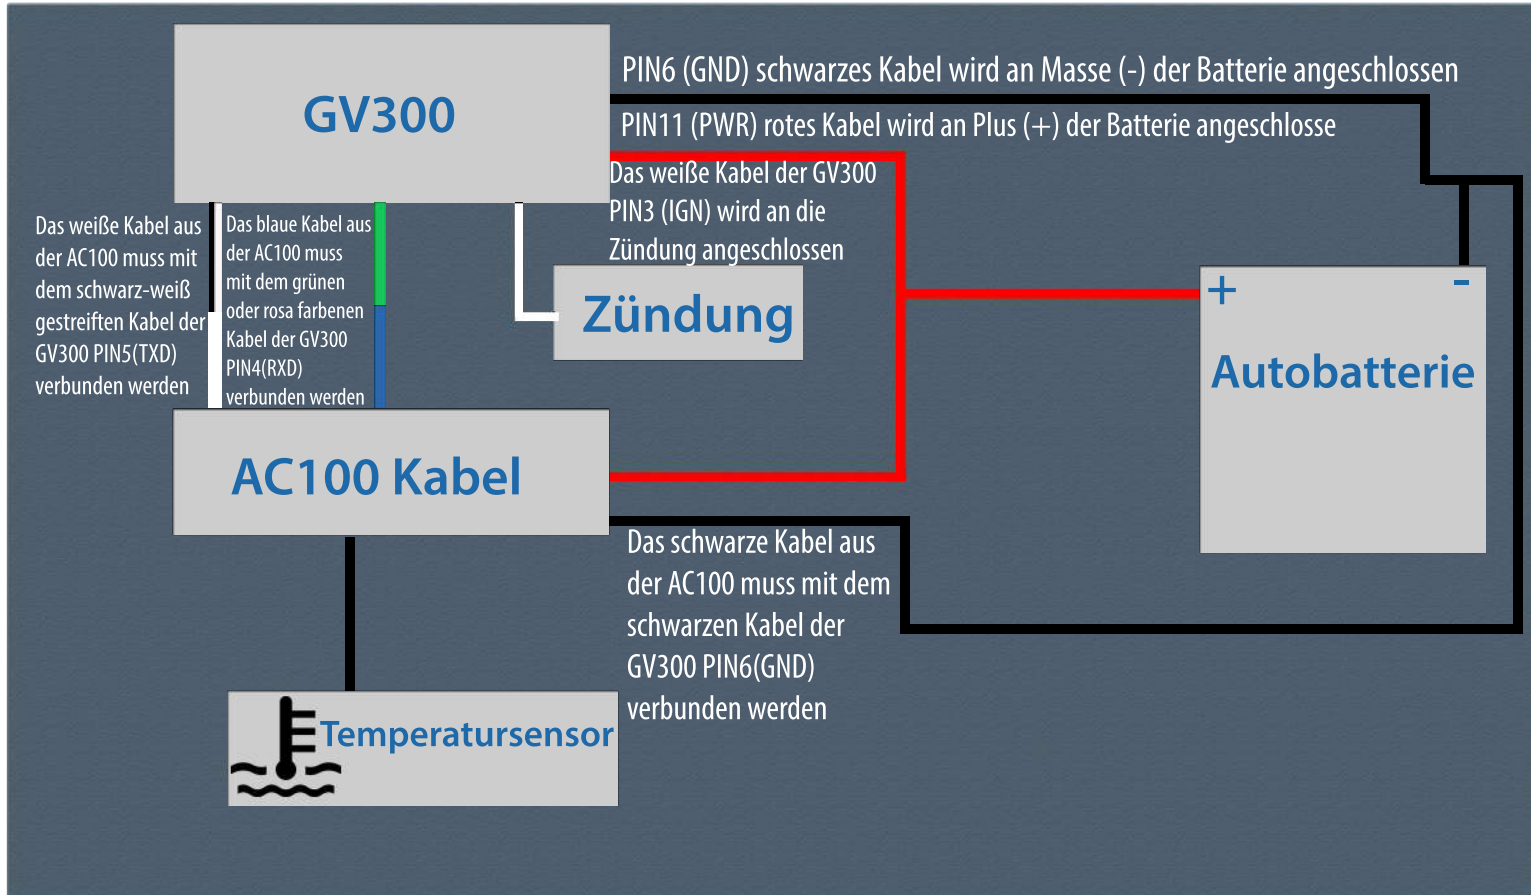 GV300
PIN6 (GND) schwarzes Kabel wird an Masse (-) der Batterie angeschlossen
PIN11 (PWR) rotes Kabel wird an Plus (+) der Batterie angeschlosse
Das weiße Kabel der GV300
PIN3 (IGN) wird an die
Zündung angeschlossen
Das weiße Kabel aus
der AC100 muss mit
dem schwarz-weiß
gestreiften Kabel der
GV300 PIN5(TXD)
verbunden werden
Das blaue Kabel aus
der AC100 muss
mit dem grünen
oder rosa farbenen
Kabel der GV300
PIN4(RXD)
verbunden werden
Zündung
+
-
Autobatterie
AC100 Kabel
Das schwarze Kabel aus
der AC100 muss mit dem
schwarzen Kabel der
GV300 PIN6(GND)
verbunden werden
Temperatursensor